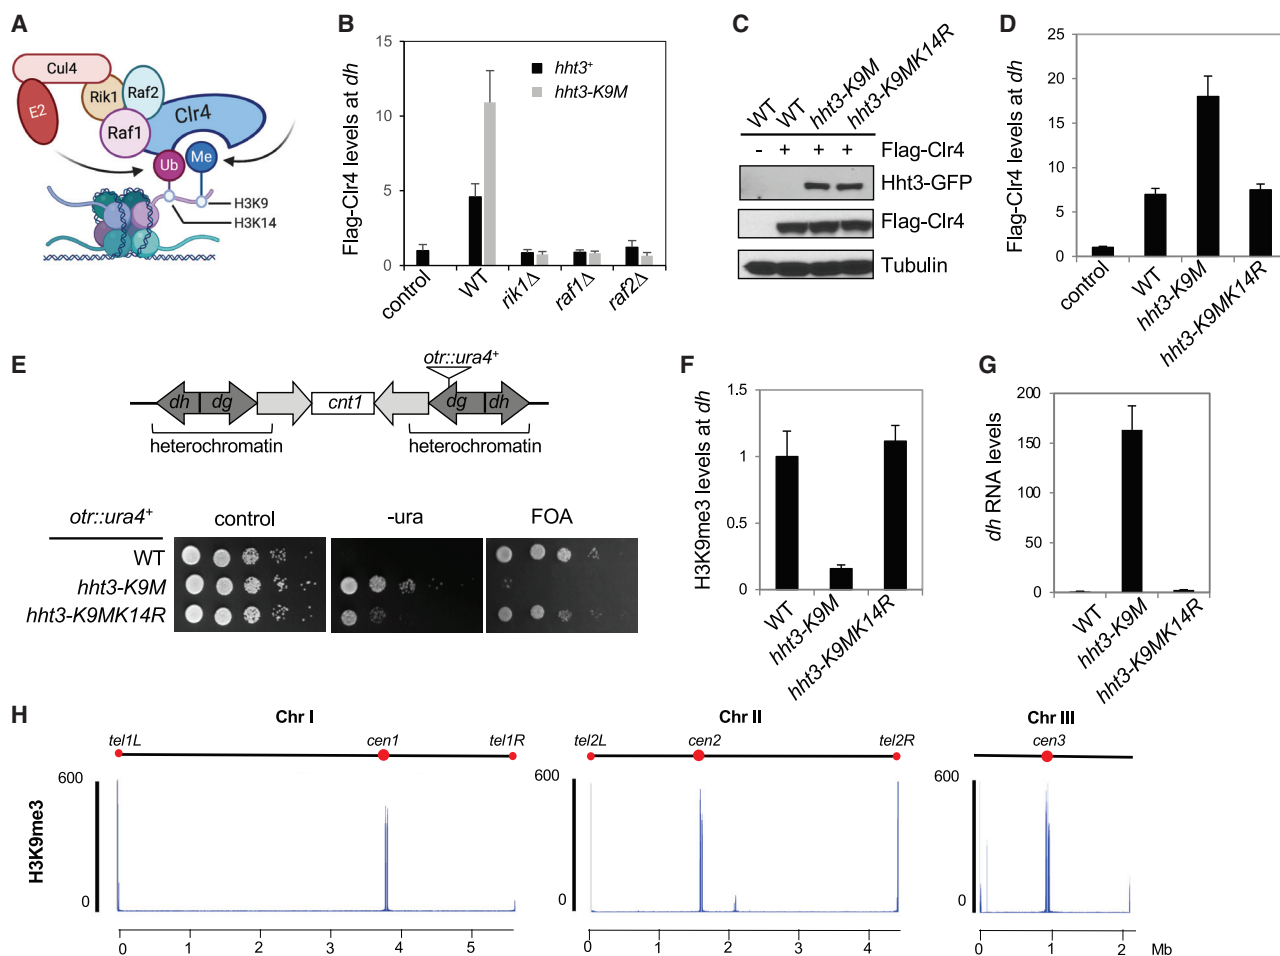 A
Cul4
E2
Rik1
Raf2
Raf1
Clr4
Ub
Me
H3K9
H3K14
B
Flag-Clr4 levels at dh
15
10
5
0
hht3+
hht3-K9M
control
WT
rik1Δ
raf1Δ
raf2Δ
C
WT
WT
hht3-K9M
hht3-K9MK14R
- + + + Flag-Clr4
Hht3-GFP
Flag-Clr4
Tubulin
D
Flag-Clr4 levels at dh
25
20
15
10
5
0
control
WT
hht3-K9M
hht3-K9MK14R
E
otr::ura4+
dh dg cnt1 dg dh
heterochromatin heterochromatin
otr::ura4+ control -ura FOA
WT
hht3-K9M
hht3-K9MK14R
F
H3K9me3 levels at dh
1.5
1
0.5
0
WT
hht3-K9M
hht3-K9MK14R
G
dh RNA levels
200
150
100
50
0
WT
hht3-K9M
hht3-K9MK14R
H
Chr I Chr II Chr III
tel1L cen1 tel1R tel2L cen2 tel2R cen3
H3K9me3
600
0
600
0
600
0
0 1 2 3 4 5
0 1 2 3 4
0 1 2 Mb